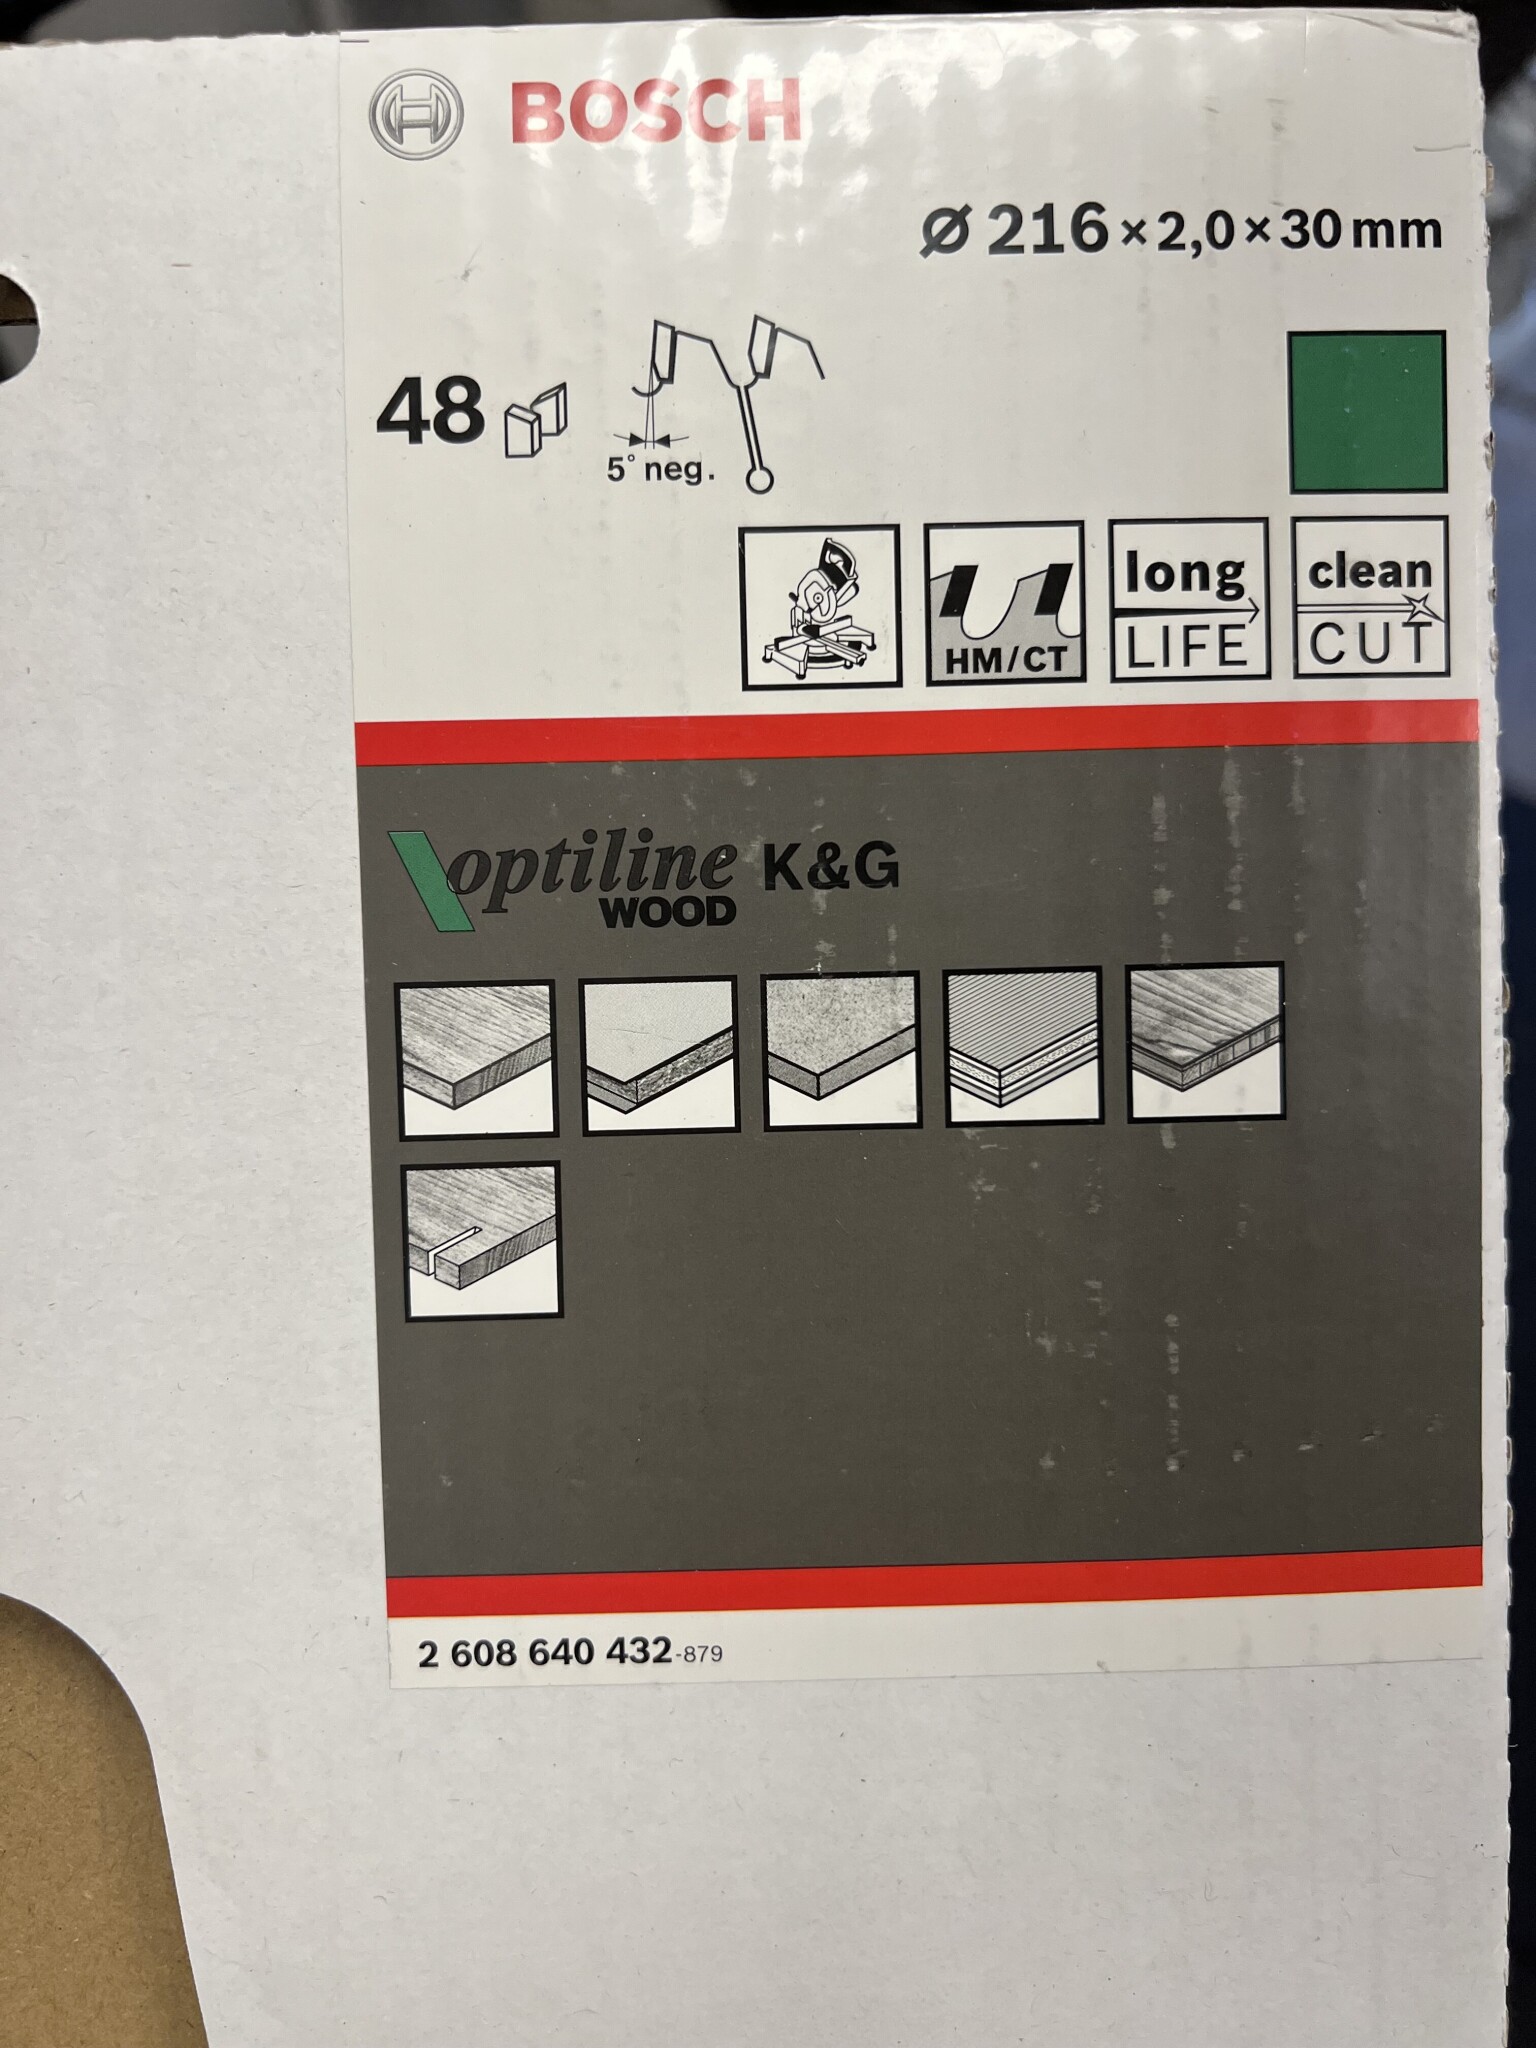 BOSCH
Ø 216 × 2,0 × 30 mm
48
5° neg.
HM/CT
long
LIFE
clean
CUT
optiline K&G
WOOD
2 608 640 432-879